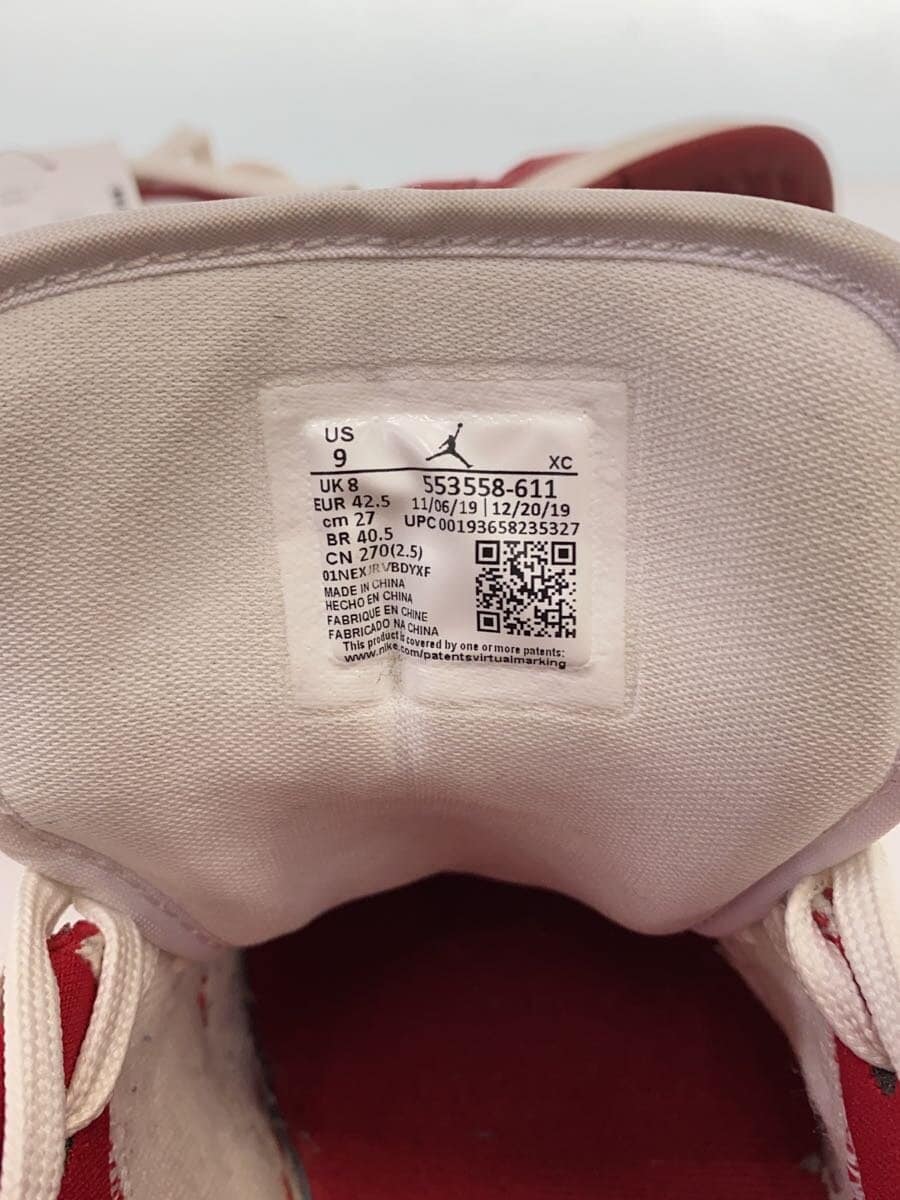 US
9
XC
UK 8
553558-611
EUR 42.5
11/06/19 | 12/20/19
cm 27
UPC00193658235327
BR 40.5
CN 270(2.5)
MADE IN CHINA
HECHO EN CHINA
FABRIQUE EN CHINE
FABRICADO NA CHINA
This product is covered by one or more patents:
www.nike.com/patentsvirtualmarking